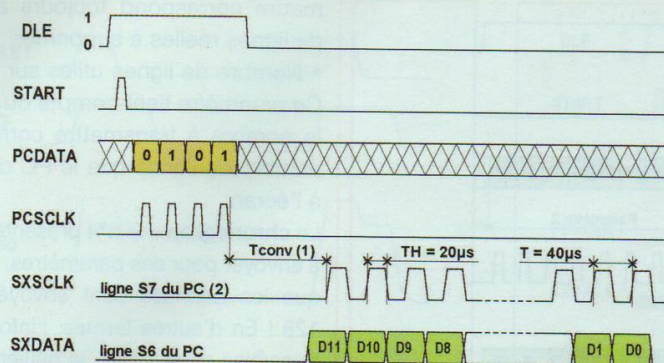 1
DLE
0
START
PCDATA 0 1 0 1
PCSCLK
Tconv (1) TH = 20µs T = 40µs
SXSCLK ligne S7 du PC (2)
SXDATA ligne S6 du PC D11 D10 D9 D8 D1 D0